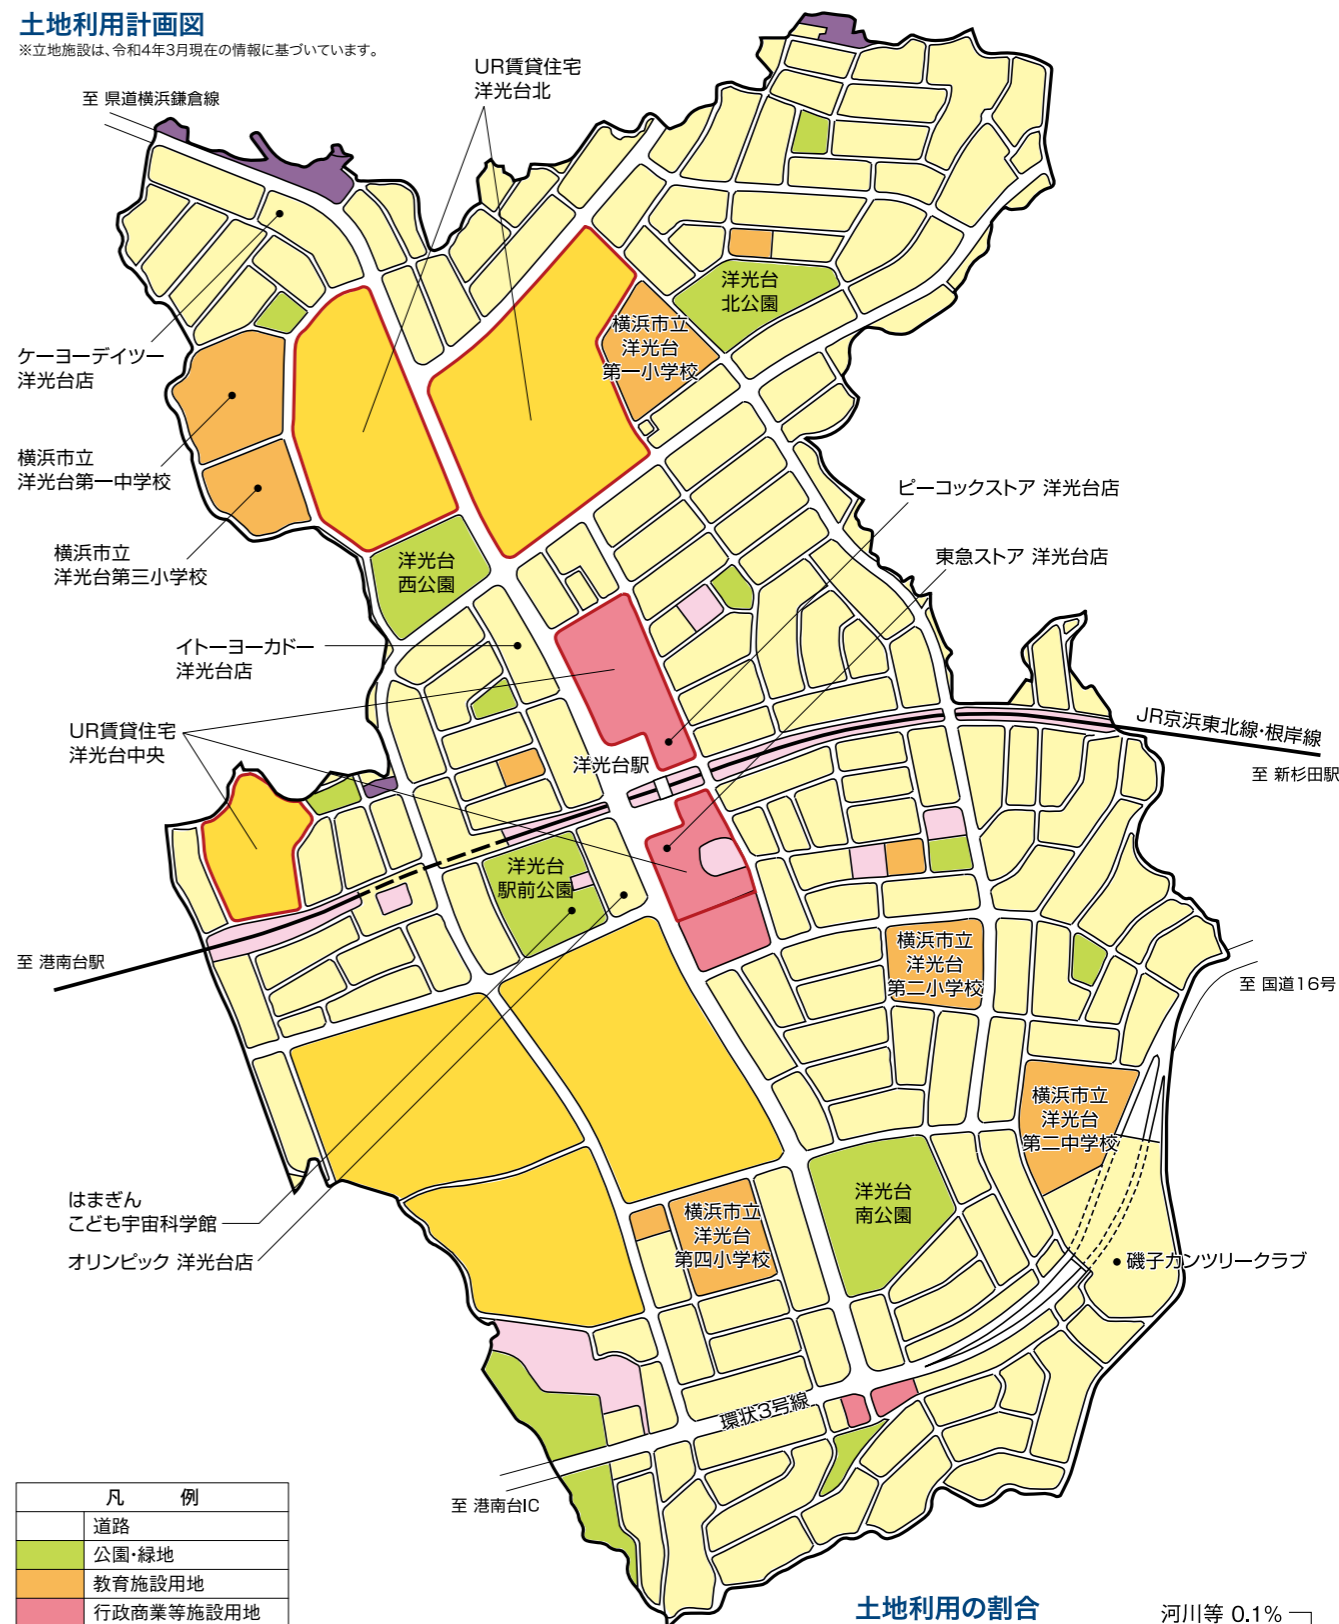 土地利用計画図
※立地施設は、令和4年3月現在の情報に基づいています。
至 県道横浜鎌倉線
UR賃貸住宅
洋光台北
洋光台
北公園
横浜市立
洋光台
第一小学校
ケーヨーデイツー
洋光台店
横浜市立
洋光台第一中学校
横浜市立
洋光台第三小学校
ピーコックストア 洋光台店
東急ストア 洋光台店
洋光台
西公園
イトーヨーカドー
洋光台店
UR賃貸住宅
洋光台中央
洋光台駅
JR京浜東北線・根岸線
至 新杉田駅
洋光台
駅前公園
横浜市立
洋光台
第二小学校
至 港南台駅
至 国道16号
横浜市立
洋光台
第二中学校
はまぎん
こども宇宙科学館
オリンピック 洋光台店
横浜市立
洋光台
第四小学校
洋光台
南公園
磯子カンツリークラブ
環状3号線
至 港南台IC
凡 例
道路
公園・緑地
教育施設用地
行政商業等施設用地
土地利用の割合
河川等 0.1%